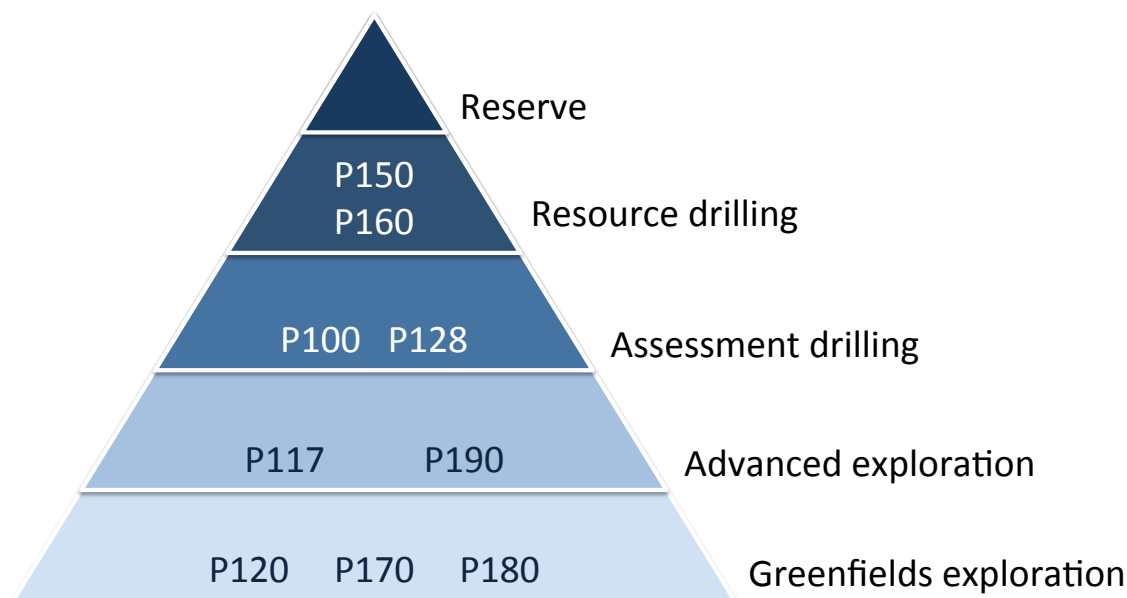 Reserve
P150
P160
Resource drilling
P100 P128
Assessment drilling
P117 P190
Advanced exploration
P120 P170 P180
Greenfields exploration